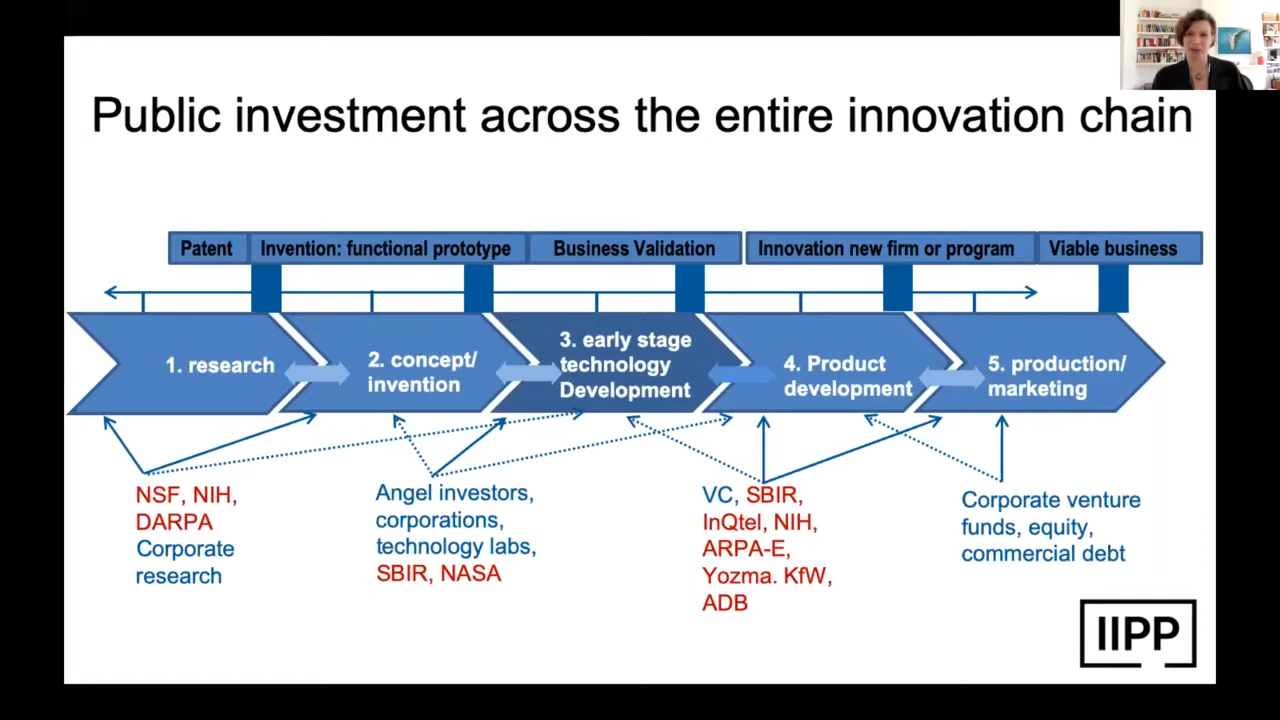 Public investment across the entire innovation chain
Patent
Invention: functional prototype
Business Validation
Innovation new firm or program
Viable business
1. research
2. concept/
invention
3. early stage
technology
Development
4. Product
development
5. production/
marketing
NSF, NIH,
DARPA
Corporate
research
Angel investors,
corporations,
technology labs,
SBIR, NASA
VC, SBIR,
InQtel, NIH,
ARPA-E,
Yozma. KfW,
ADB
Corporate venture
funds, equity,
commercial debt
IIPP